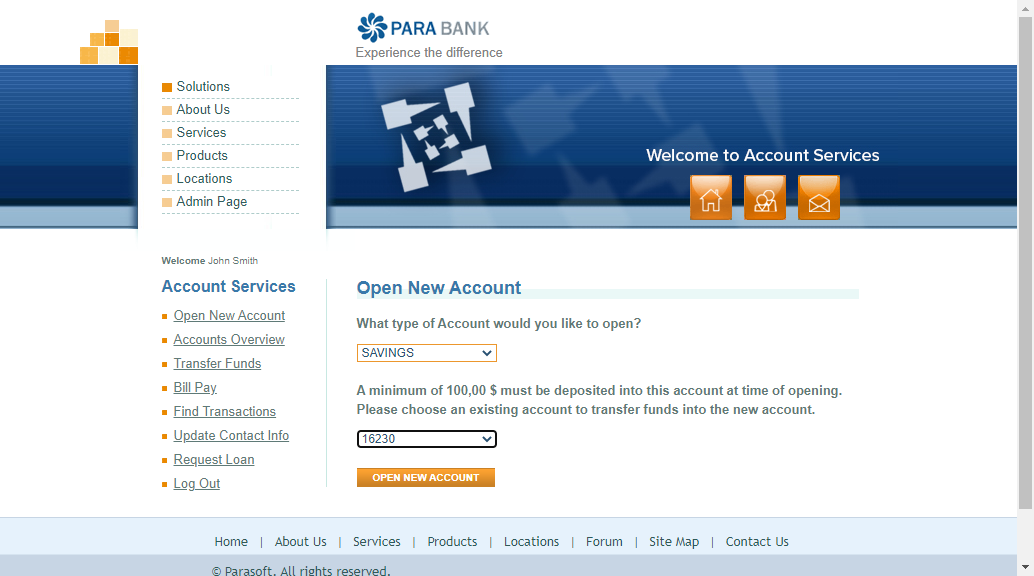 PARA BANK
Experience the difference
Solutions
About Us
Services
Products
Locations
Admin Page
Welcome to Account Services
Welcome John Smith
Account Services
Open New Account
Accounts Overview
Transfer Funds
Bill Pay
Find Transactions
Update Contact Info
Request Loan
Log Out
Open New Account
What type of Account would you like to open?
SAVINGS
A minimum of 100,00 $ must be deposited into this account at time of opening.
Please choose an existing account to transfer funds into the new account.
16230
OPEN NEW ACCOUNT
Home | About Us | Services | Products | Locations | Forum | Site Map | Contact Us
© Parasoft. All rights reserved.